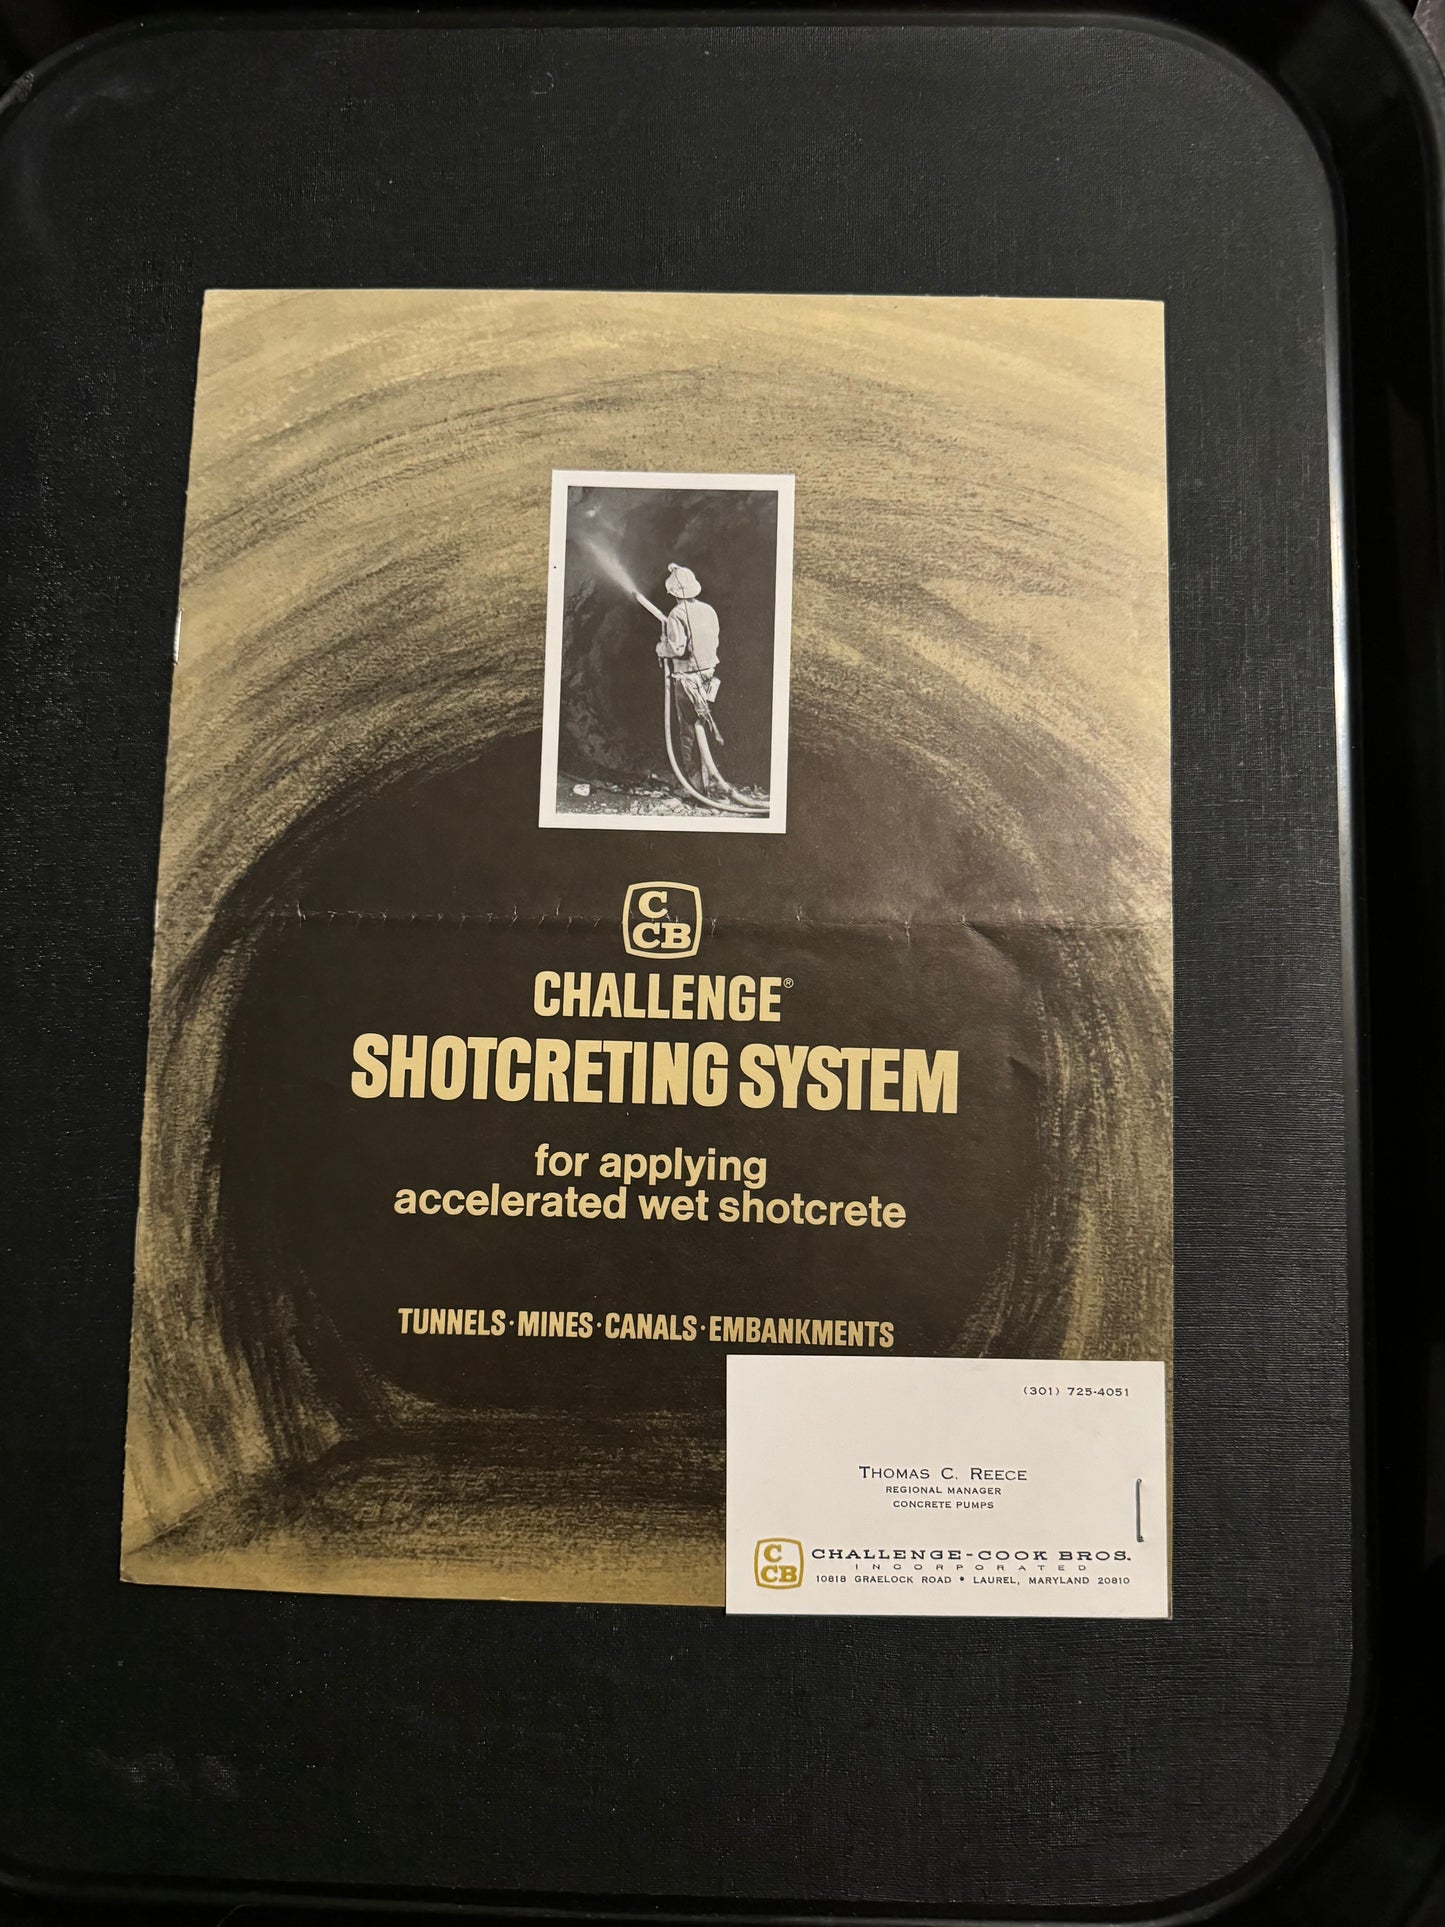 C
CB
CHALLENGE®
SHOTCRETING SYSTEM
for applying
accelerated wet shotcrete
TUNNELS·MINES·CANALS·EMBANKMENTS
(301) 725-4051
THOMAS C. REECE
REGIONAL MANAGER
CONCRETE PUMPS
C
CB
CHALLENGE-COOK BROS.
INCORPORATED
10818 GRAELOCK ROAD • LAUREL, MARYLAND 20810